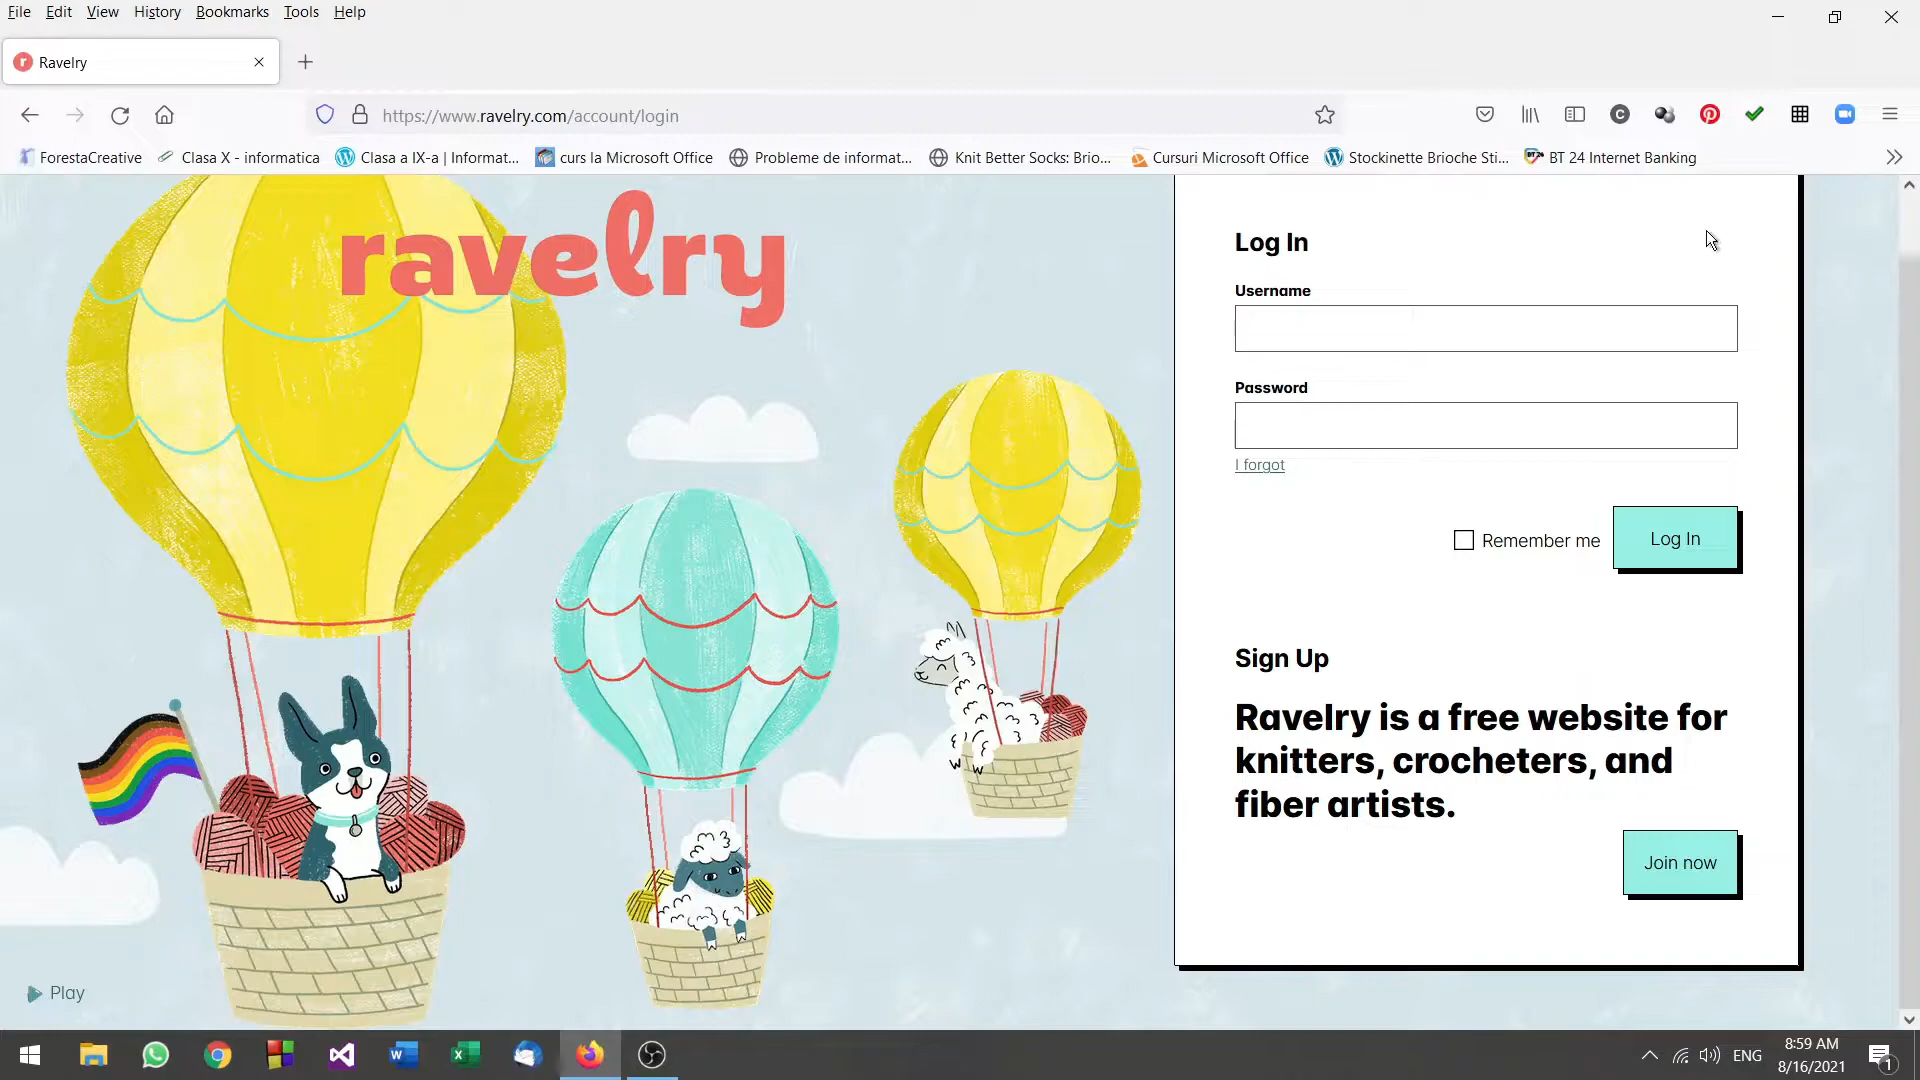 File Edit View History Bookmarks Tools Help
Ravelry
https://www.ravelry.com/account/login
ForestaCreative Clasa X - informatica Clasa a IX-a | Informat... curs la Microsoft Office Probleme de informat... Knit Better Socks: Brio... Cursuri Microsoft Office Stockinette Brioche Sti... BT 24 Internet Banking
ravelry
Log In
Username
Password
I forgot
Remember me Log In
Sign Up
Ravelry is a free website for
knitters, crocheters, and
fiber artists.
Join now
Play
ENG
8:59 AM
8/16/2021
1